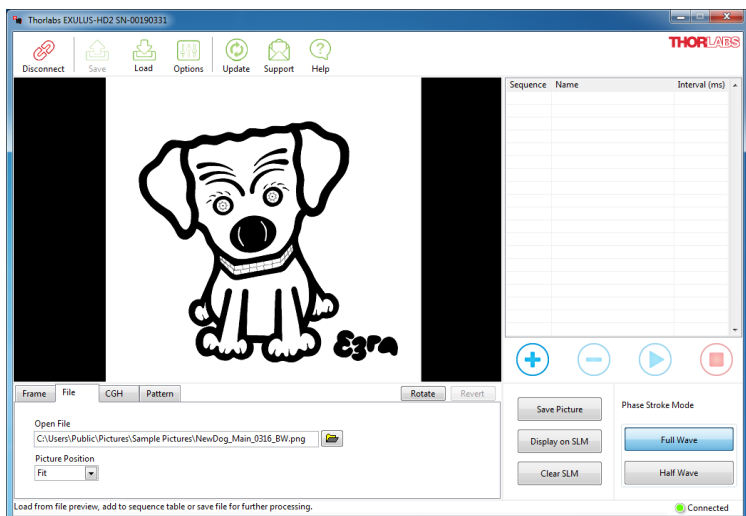 Thorlabs EXULUS-HD2 SN-00190331
THORLABS
Disconnect Save Load Options Update Support Help
Sequence Name Interval (ms)
Ezra
Frame File CGH Pattern Rotate Revert
Open File
C:\Users\Public\Pictures\Sample Pictures\NewDog_Main_0316_BW.png
Picture Position
Fit
Save Picture
Display on SLM
Clear SLM
Phase Stroke Mode
Full Wave
Half Wave
Load from file preview, add to sequence table or save file for further processing.
Connected